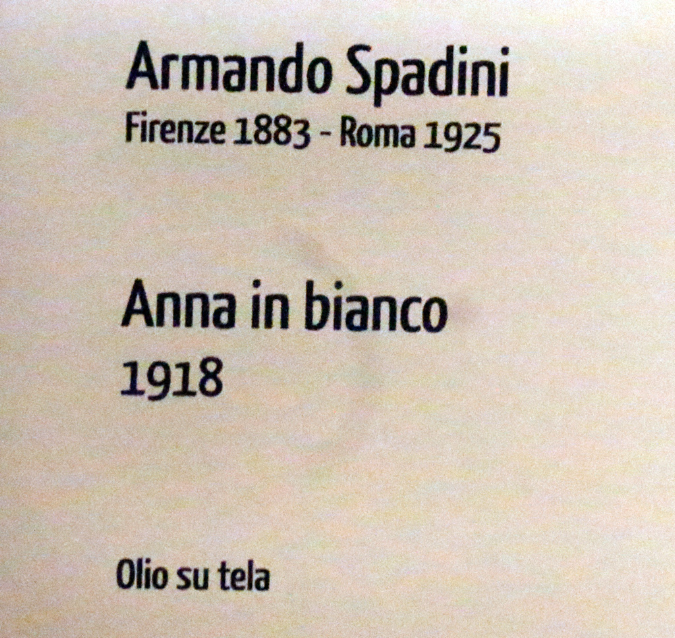 Armando Spadini
Firenze 1883 - Roma 1925
Anna in bianco
1918
Olio su tela